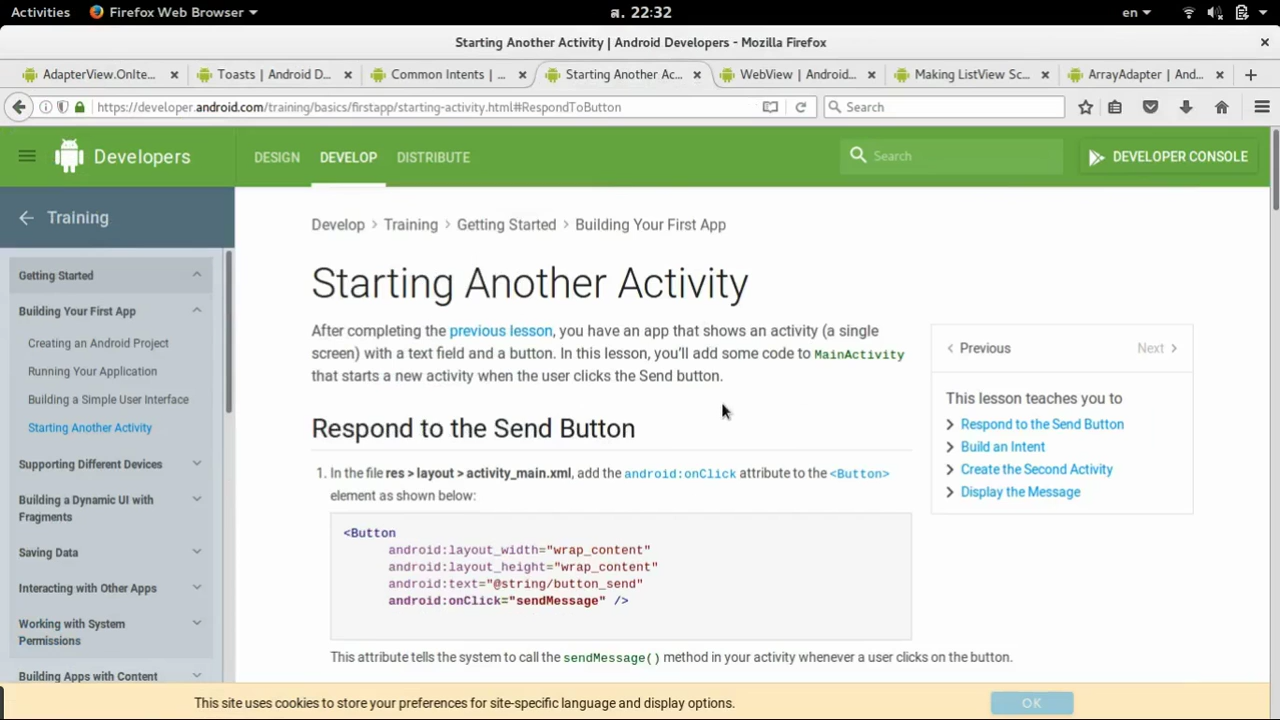 Activities Firefox Web Browser ส. 22:32 en
Starting Another Activity | Android Developers - Mozilla Firefox
AdapterView.OnIte... Toasts | Android D... Common Intents | ... Starting Another Ac... WebView | Android... Making ListView Sc... ArrayAdapter | And...
https://developer.android.com/training/basics/firstapp/starting-activity.html#RespondToButton Search
Developers DESIGN DEVELOP DISTRIBUTE Search DEVELOPER CONSOLE
Training
Getting Started
Building Your First App
Creating an Android Project
Running Your Application
Building a Simple User Interface
Starting Another Activity
Supporting Different Devices
Building a Dynamic UI with
Fragments
Saving Data
Interacting with Other Apps
Working with System
Permissions
Building Apps with Content
Develop > Training > Getting Started > Building Your First App
Starting Another Activity
After completing the previous lesson, you have an app that shows an activity (a single
screen) with a text field and a button. In this lesson, you'll add some code to MainActivity
that starts a new activity when the user clicks the Send button.
Respond to the Send Button
1. In the file res > layout > activity_main.xml, add the android:onClick attribute to the <Button>
element as shown below:
<Button
android:layout_width="wrap_content"
android:layout_height="wrap_content"
android:text="@string/button_send"
android:onClick="sendMessage" />
This attribute tells the system to call the sendMessage() method in your activity whenever a user clicks on the button.
Previous Next
This lesson teaches you to
Respond to the Send Button
Build an Intent
Create the Second Activity
Display the Message
This site uses cookies to store your preferences for site-specific language and display options. OK